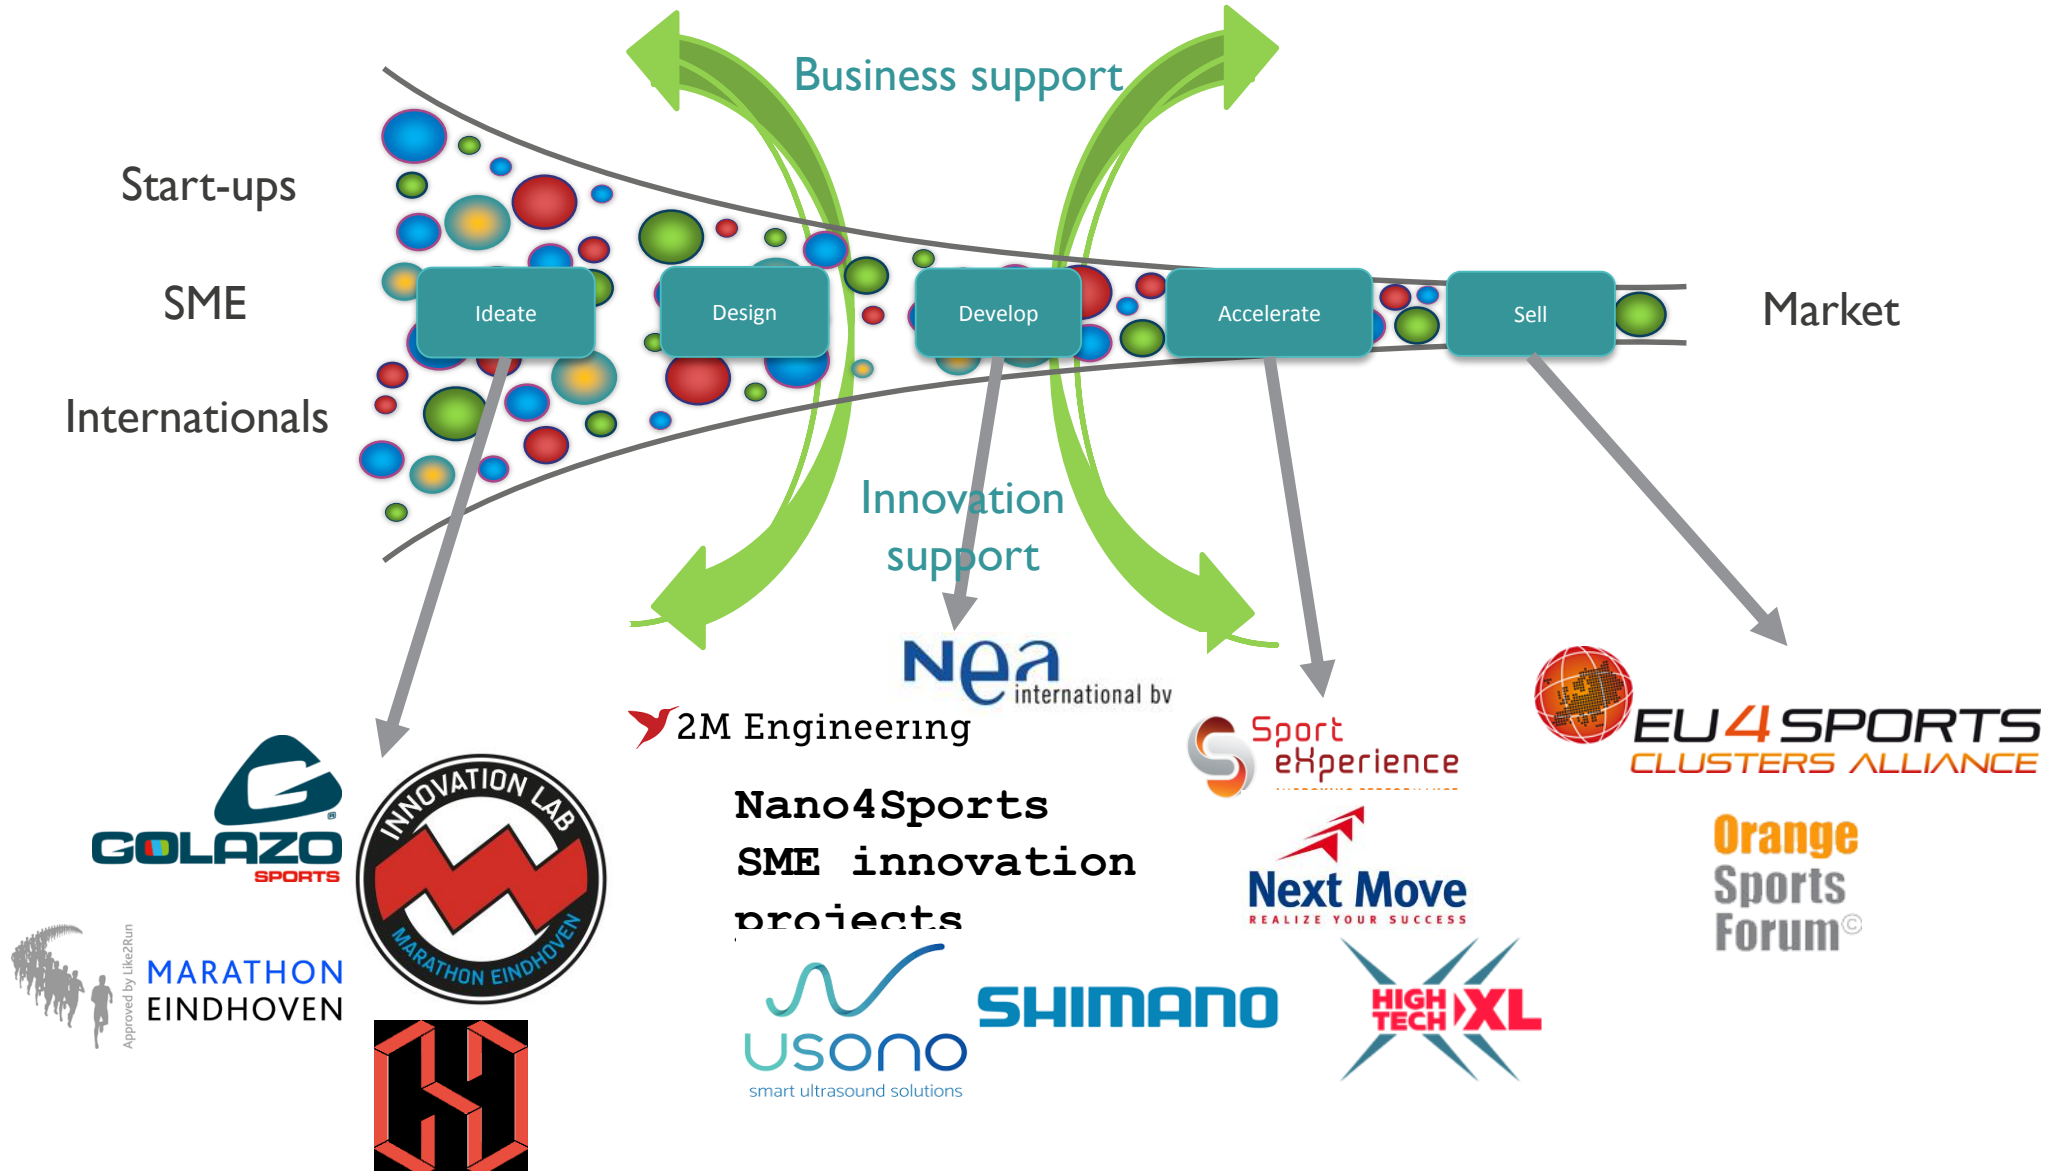 Business support
Start-ups
SME
Internationals
Ideate
Design
Develop
Accelerate
Sell
Market
Innovation
support
Nea
international bv
2M Engineering
Nano4Sports
SME innovation
projects
GOLAZO
SPORTS
INNOVATION LAB
MARATHON EINDHOVEN
Approved by Like2Run
MARATHON
EINDHOVEN
usono
smart ultrasound solutions
SHIMANO
Sport
eXperience
Next Move
REALIZE YOUR SUCCESS
HIGH
TECH XL
EU4SPORTS
CLUSTERS ALLIANCE
Orange
Sports
Forum©